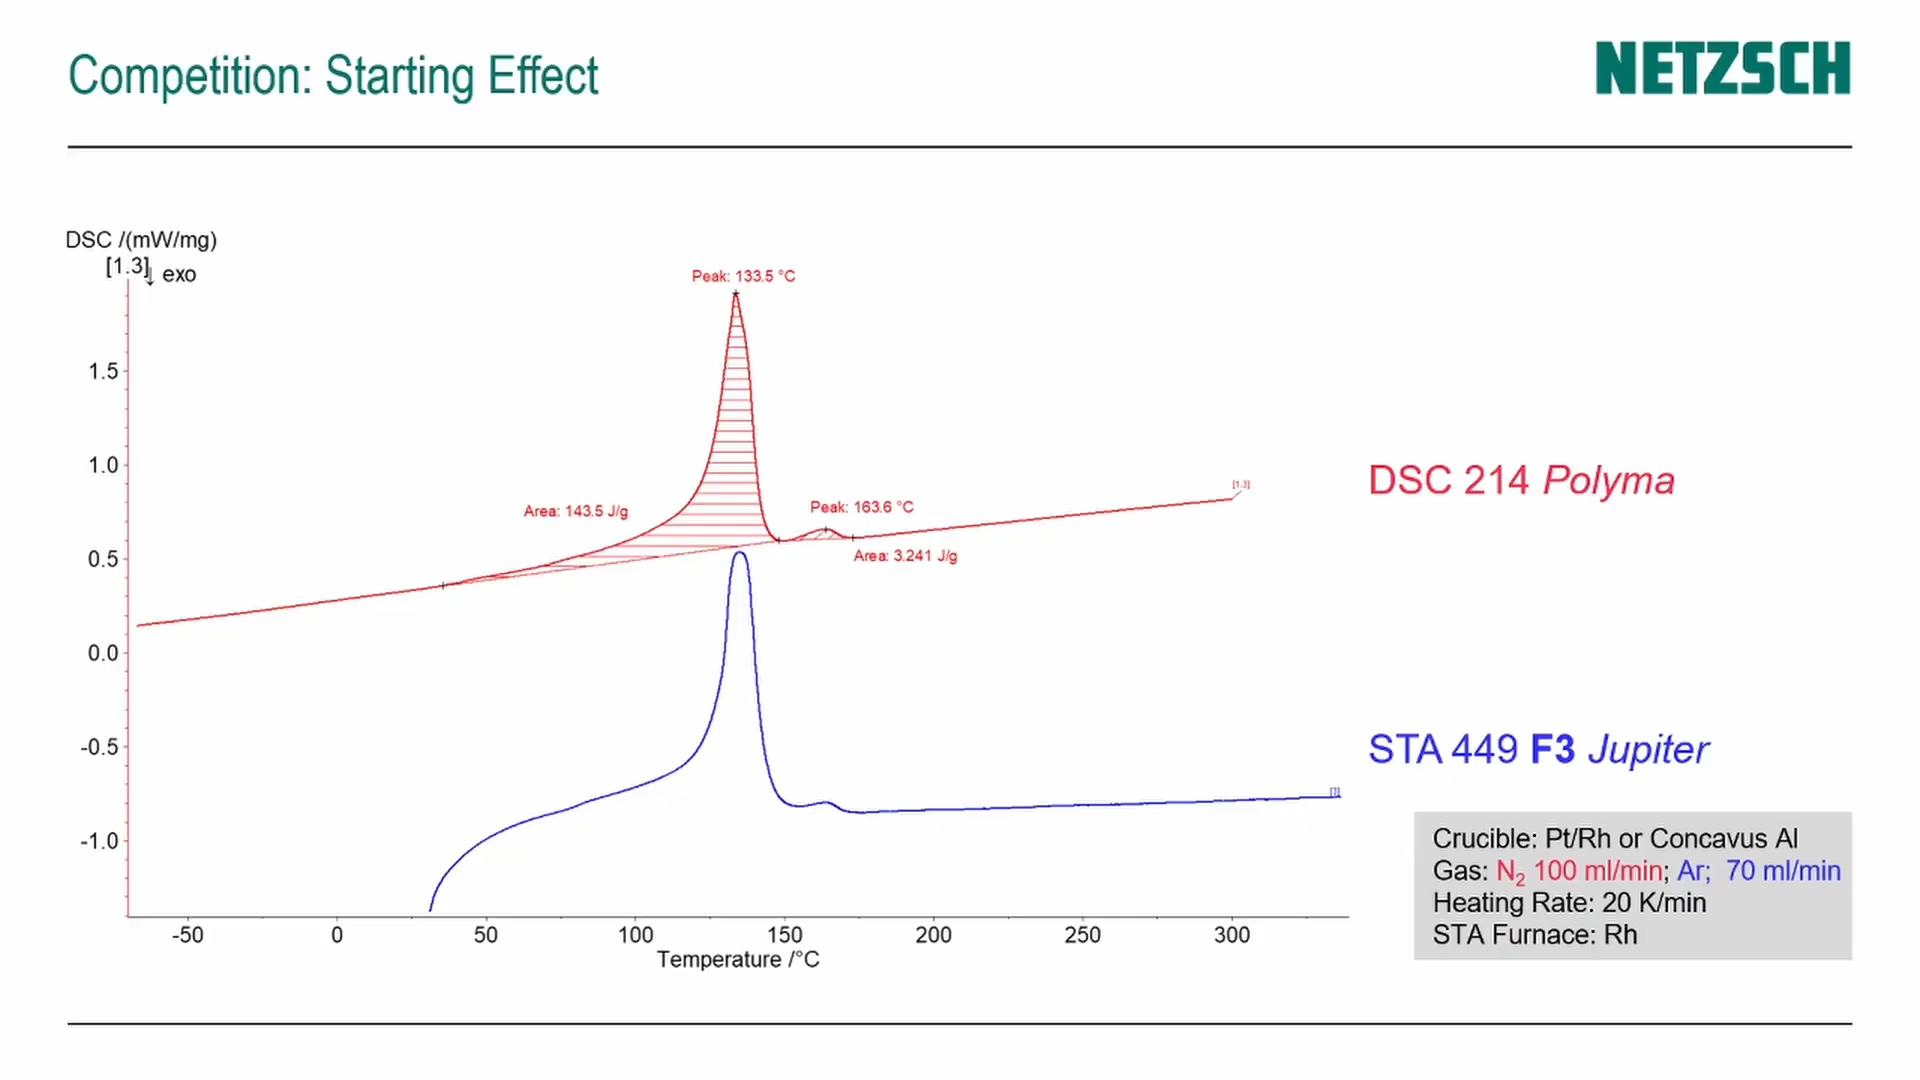 Competition: Starting Effect
NETZSCH
DSC /(mW/mg)
[1.3]↓ exo
Peak: 133.5 °C
1.5
1.0
[1.3]
DSC 214 Polyma
Area: 143.5 J/g
Peak: 163.6 °C
0.5
Area: 3.241 J/g
0.0
-0.5
STA 449 F3 Jupiter
-1.0
Crucible: Pt/Rh or Concavus Al
Gas: N₂ 100 ml/min; Ar; 70 ml/min
Heating Rate: 20 K/min
STA Furnace: Rh
-50 0 50 100 150 200 250 300
Temperature /°C